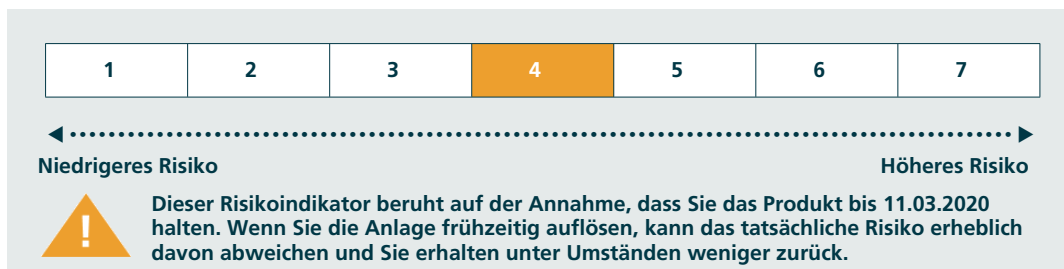 1 2 3 4 5 6 7
Niedrigeres Risiko Höheres Risiko
!
Dieser Risikoindikator beruht auf der Annahme, dass Sie das Produkt bis 11.03.2020
halten. Wenn Sie die Anlage frühzeitig auflösen, kann das tatsächliche Risiko erheblich
davon abweichen und Sie erhalten unter Umständen weniger zurück.